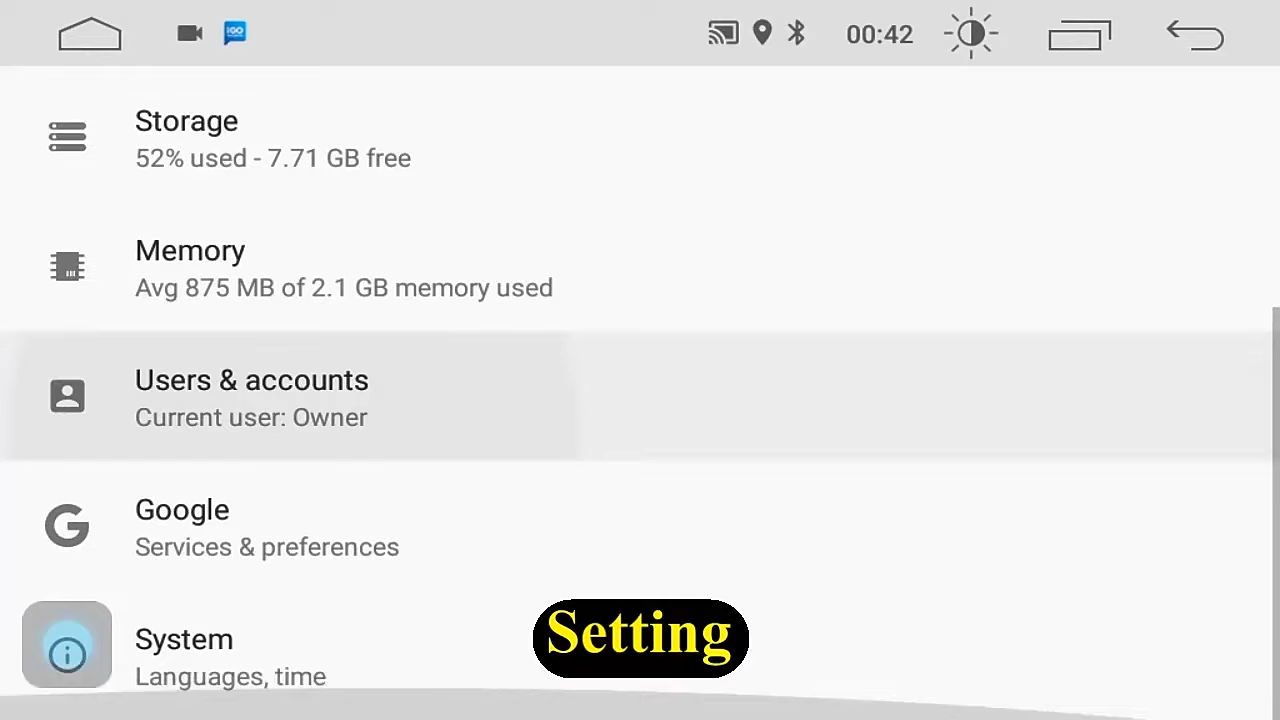 IGO
00:42
Storage
52% used - 7.71 GB free
Memory
Avg 875 MB of 2.1 GB memory used
Users & accounts
Current user: Owner
Google
Services & preferences
System
Languages, time
Setting